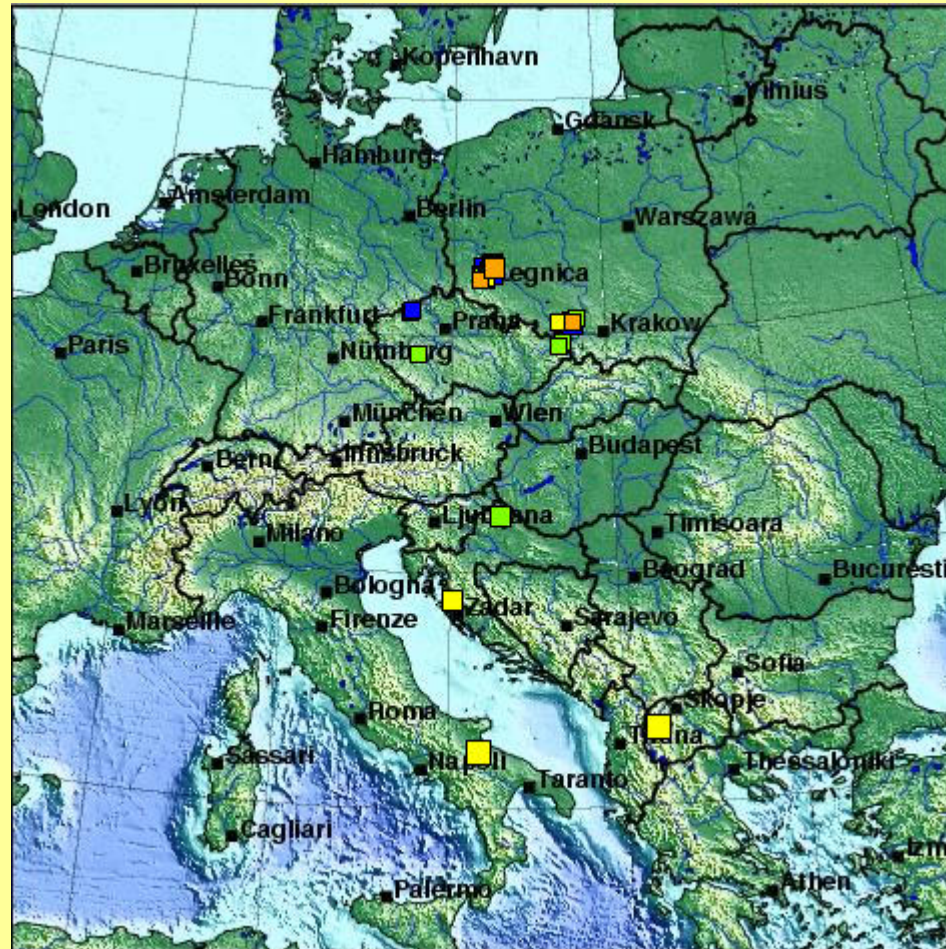 Kopenhavn
Vilnius
Gdansk
Hamburg
Amsterdam
London
Berlin
Warszawa
Bruxelles
Bonn
Legnica
Frankfurt
Praha
Krakow
Paris
Nürnburg
München
Wien
Budapest
Bern
Innsbruck
Lyon
Ljubljana
Timisoara
Milano
Beograd
Bucuresti
Bologna
Zadar
Marseille
Firenze
Sarajevo
Sofia
Skopje
Roma
Tirana
Sassari
Napoli
Thessaloniki
Taranto
Cagliari
Izm
Athen
Palermo